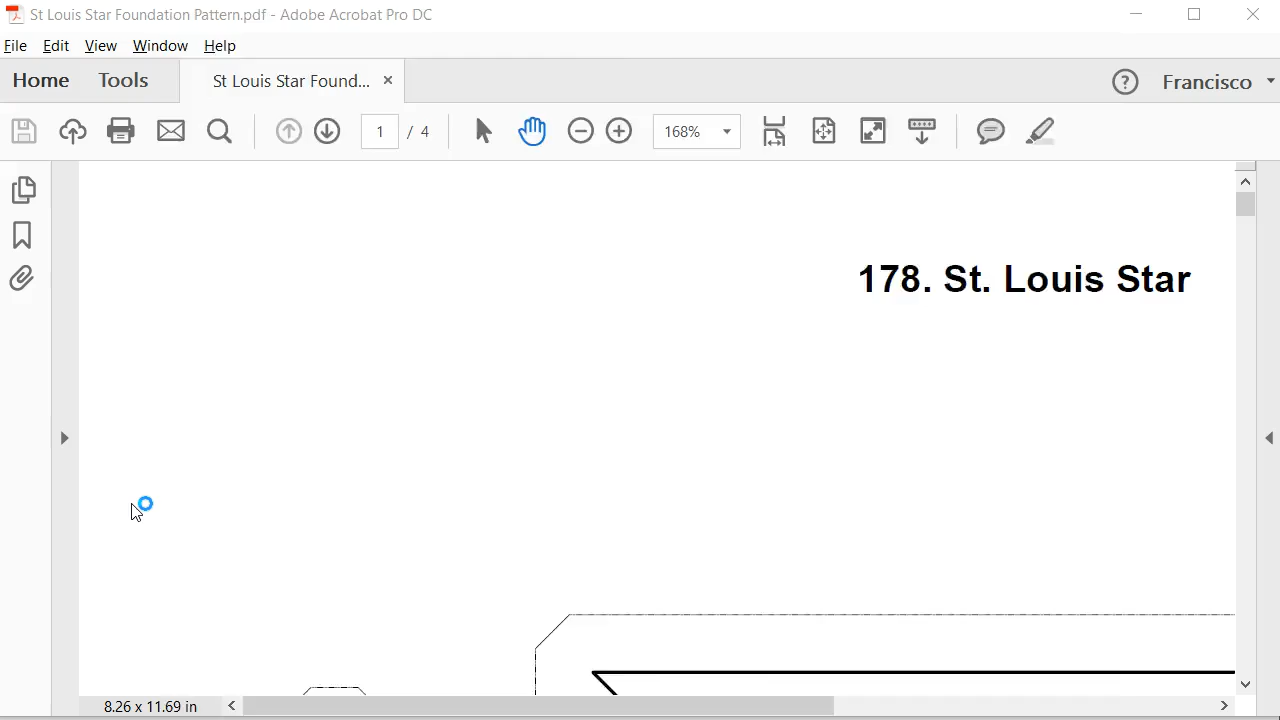 St Louis Star Foundation Pattern.pdf - Adobe Acrobat Pro DC
File Edit View Window Help
Home Tools St Louis Star Found... Francisco
1 / 4 168%
178. St. Louis Star
8.26 x 11.69 in